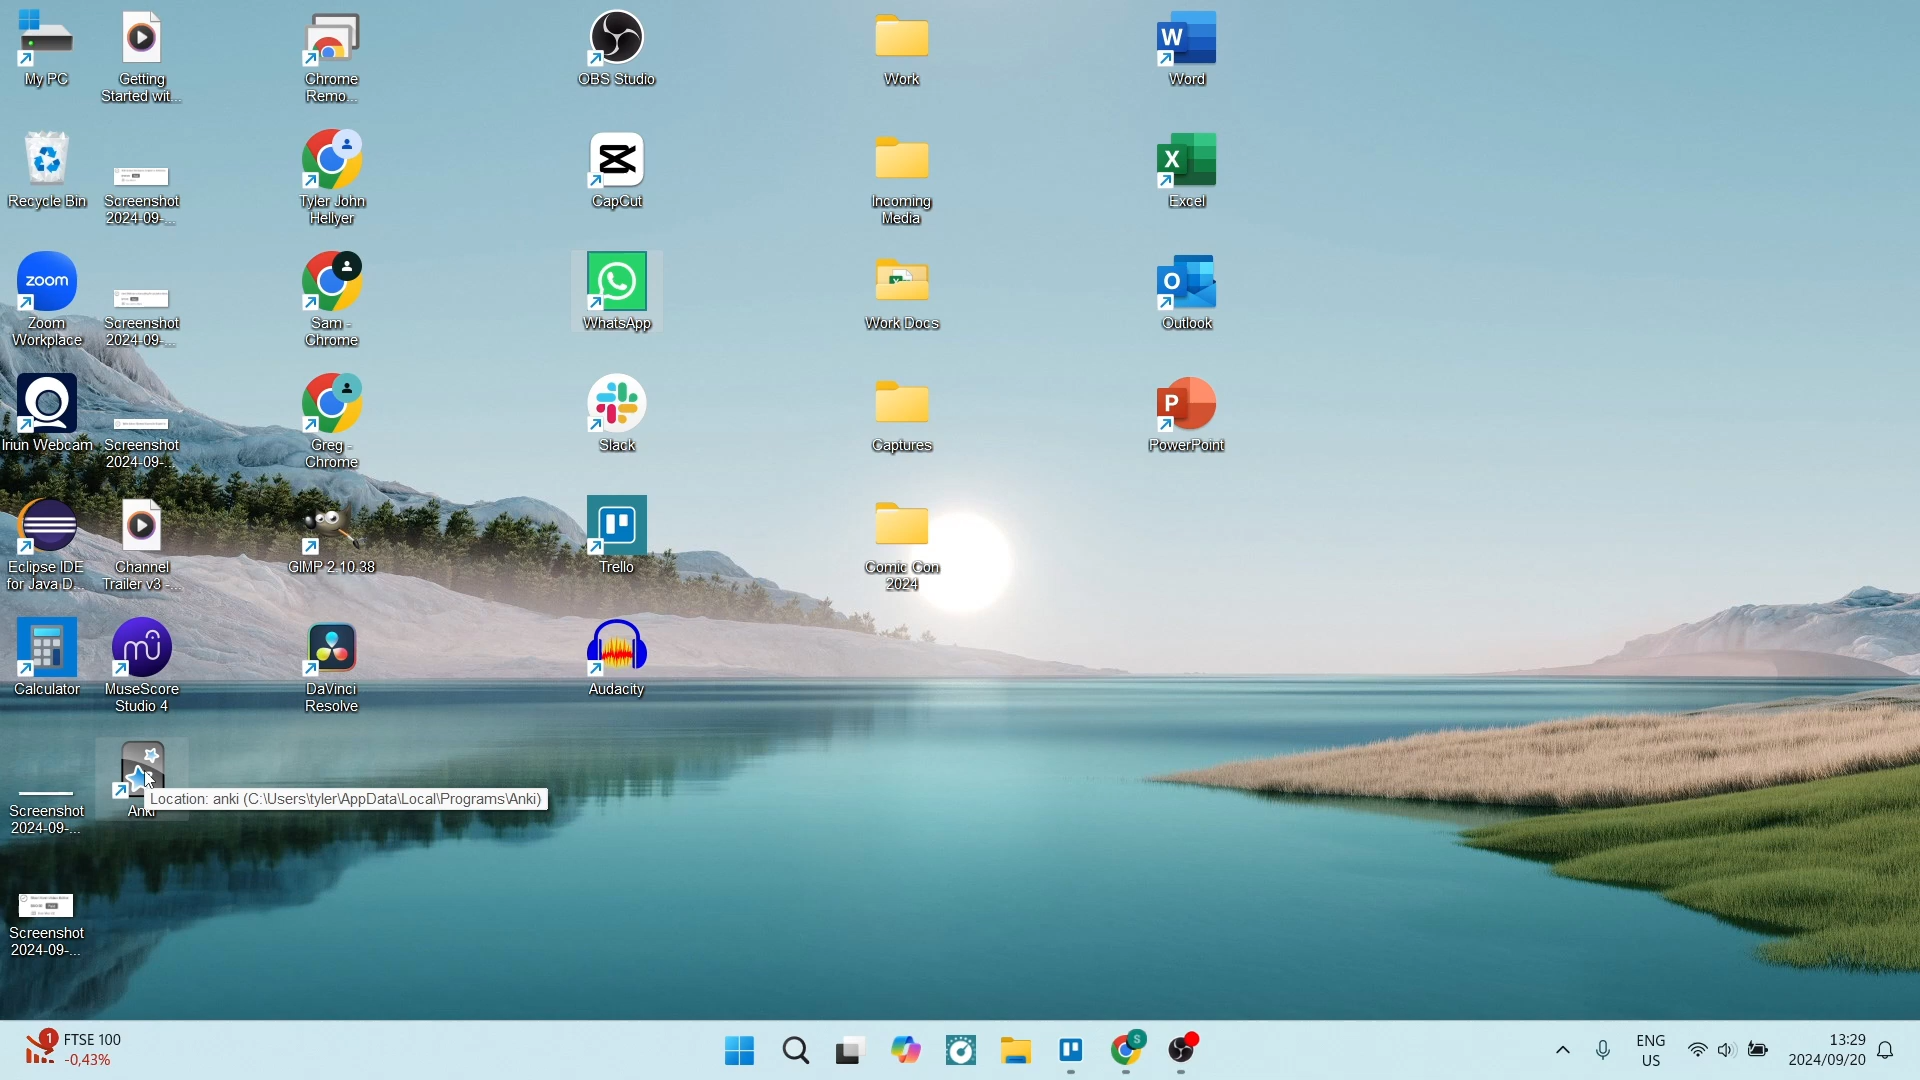 My PC
Getting
Started wit...
Chrome
Remo...
OBS Studio
Work
Word
Recycle Bin
Screenshot
2024-09-...
Tyler John
Hellyer
CapCut
Incoming
Media
Excel
zoom
Zoom
Workplace
Screenshot
2024-09-...
Sam -
Chrome
WhatsApp
Work Docs
Outlook
Iriun Webcam
Screenshot
2024-09-...
Greg -
Chrome
Slack
Captures
PowerPoint
Eclipse IDE
for Java D...
Channel
Trailer v3 -...
GIMP 2.10.38
Trello
Comic Con
2024
Calculator
MuseScore
Studio 4
DaVinci
Resolve
Audacity
Screenshot
2024-09-...
Anki
Location: anki (C:\Users\tyler\AppData\Local\Programs\Anki)
Screenshot
2024-09-...
1
FTSE 100
-0,43%
S
ENG
US
13:29
2024/09/20